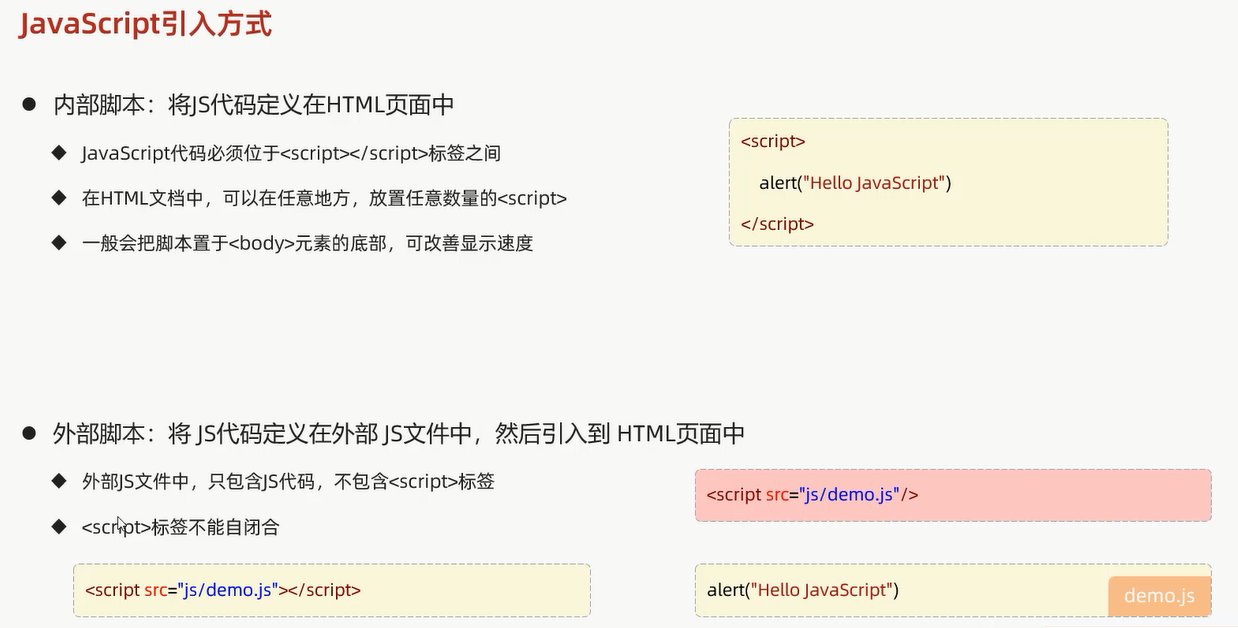 JavaScript引入方式
● 内部脚本：将JS代码定义在HTML页面中
◆ JavaScript代码必须位于<script></script>标签之间
◆ 在HTML文档中，可以在任意地方，放置任意数量的<script>
◆ 一般会把脚本置于<body>元素的底部，可改善显示速度
<script>
alert("Hello JavaScript")
</script>
● 外部脚本：将 JS代码定义在外部 JS文件中，然后引入到 HTML页面中
◆ 外部JS文件中，只包含JS代码，不包含<script>标签
◆ <script>标签不能自闭合
<script src="js/demo.js"/>
<script src="js/demo.js"></script>
alert("Hello JavaScript")
demo.js